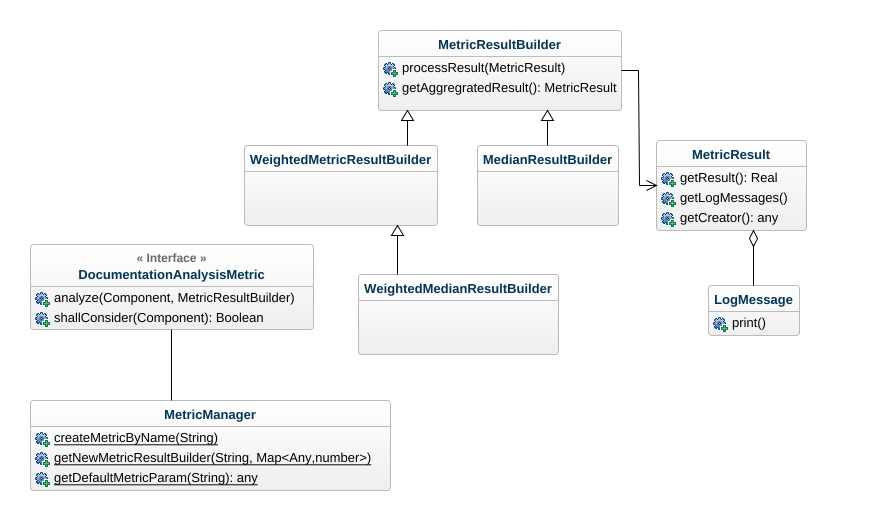 MetricResultBuilder
processResult(MetricResult)
getAggregratedResult(): MetricResult
WeightedMetricResultBuilder
MedianResultBuilder
MetricResult
getResult(): Real
getLogMessages()
getCreator(): any
« Interface »
DocumentationAnalysisMetric
analyze(Component, MetricResultBuilder)
shallConsider(Component): Boolean
WeightedMedianResultBuilder
LogMessage
print()
MetricManager
createMetricByName(String)
getNewMetricResultBuilder(String, Map<Any,number>)
getDefaultMetricParam(String): any